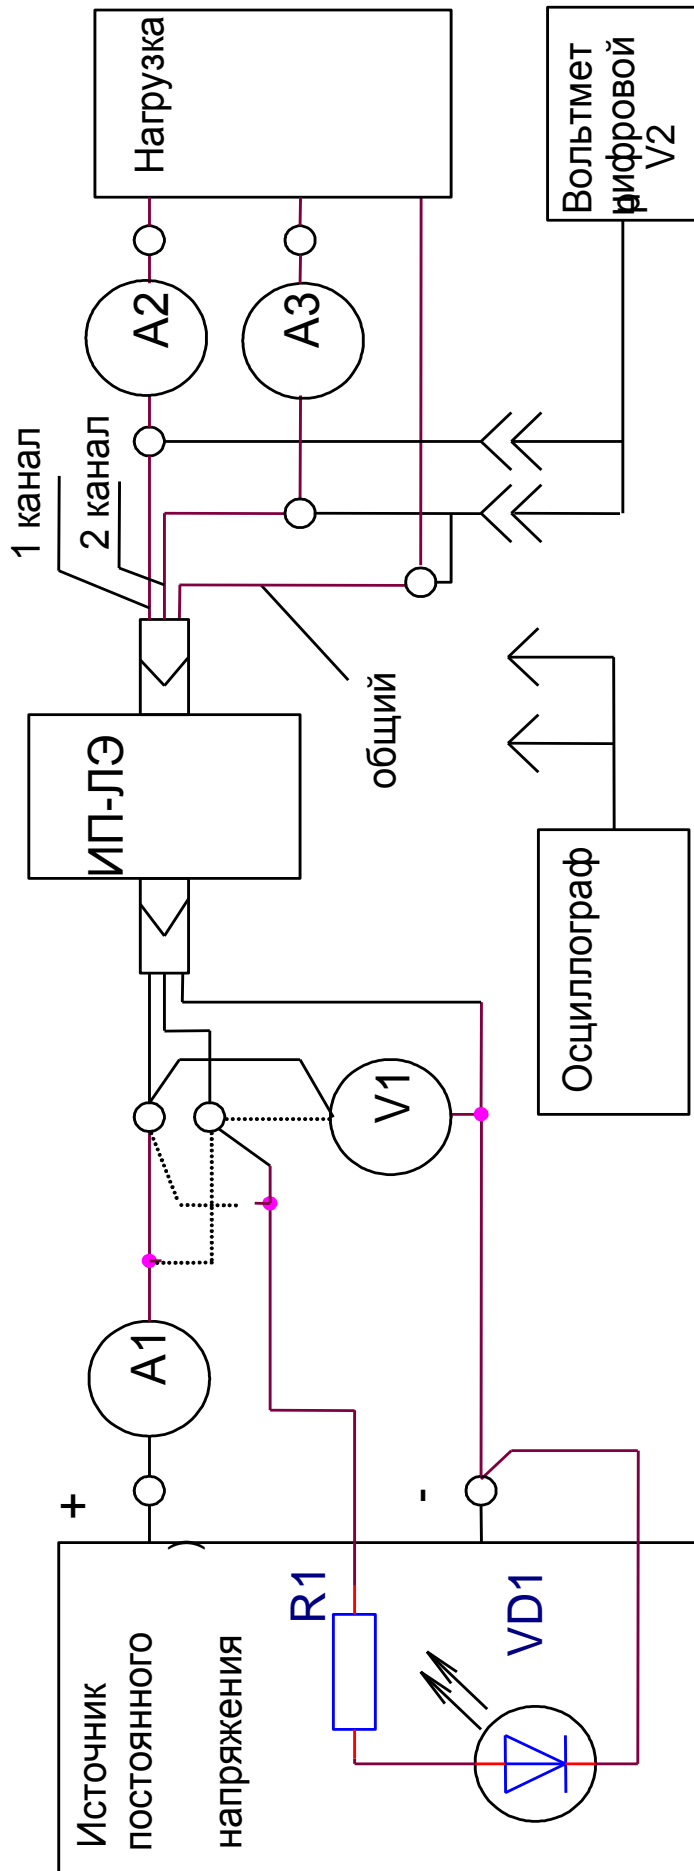 Источник
постоянного
напряжения
+
-
R1
VD1
A1
V1
ИП-ЛЭ
1 канал
2 канал
общий
A2
A3
Нагрузка
Осциллограф
Вольтмет
р
цифровой
V2